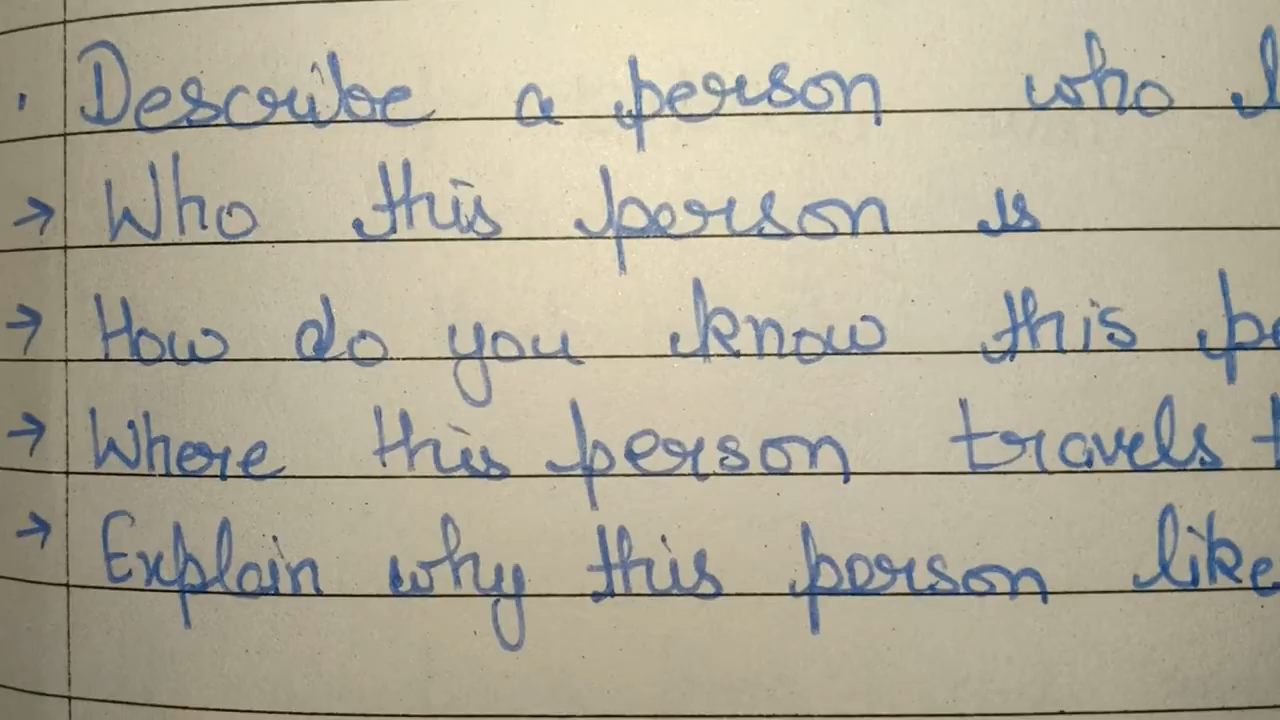 . Describe a person who
→ Who this person is
→ How do you know this
→ Where this person travels
→ Explain why this person like